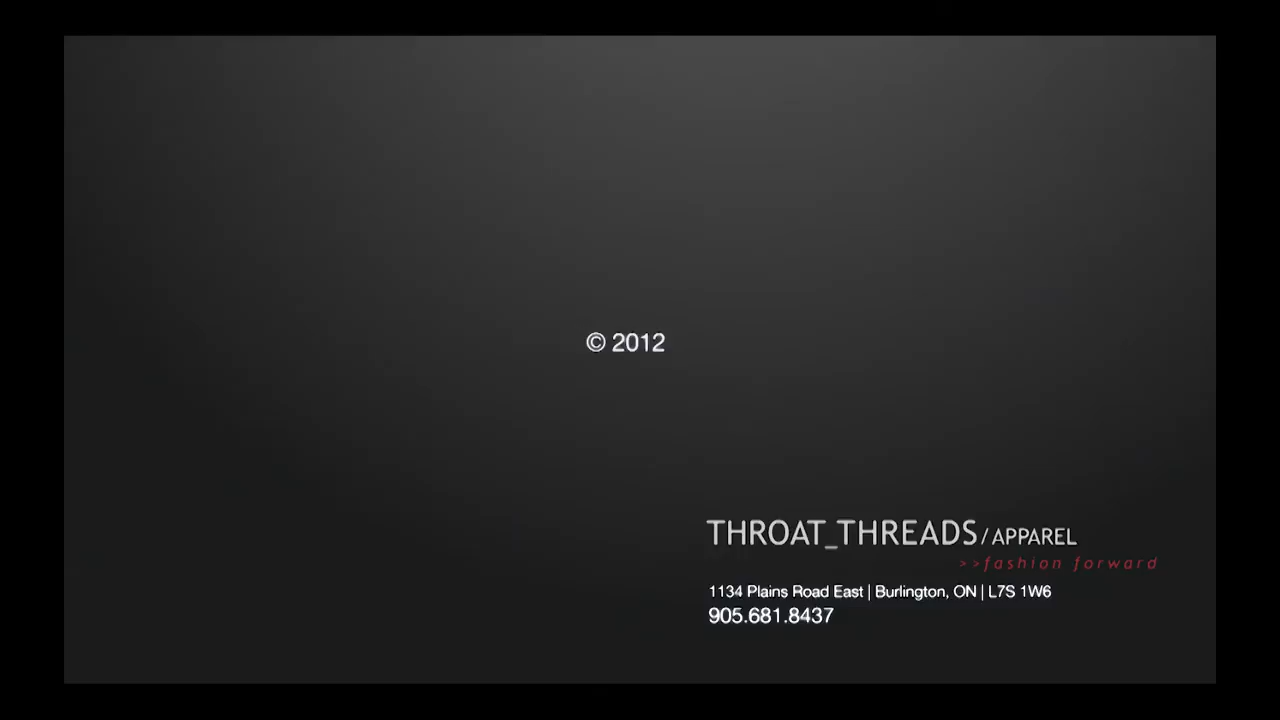 © 2012
THROAT_THREADS/APPAREL
>>fashion forward
1134 Plains Road East | Burlington, ON | L7S 1W6
905.681.8437